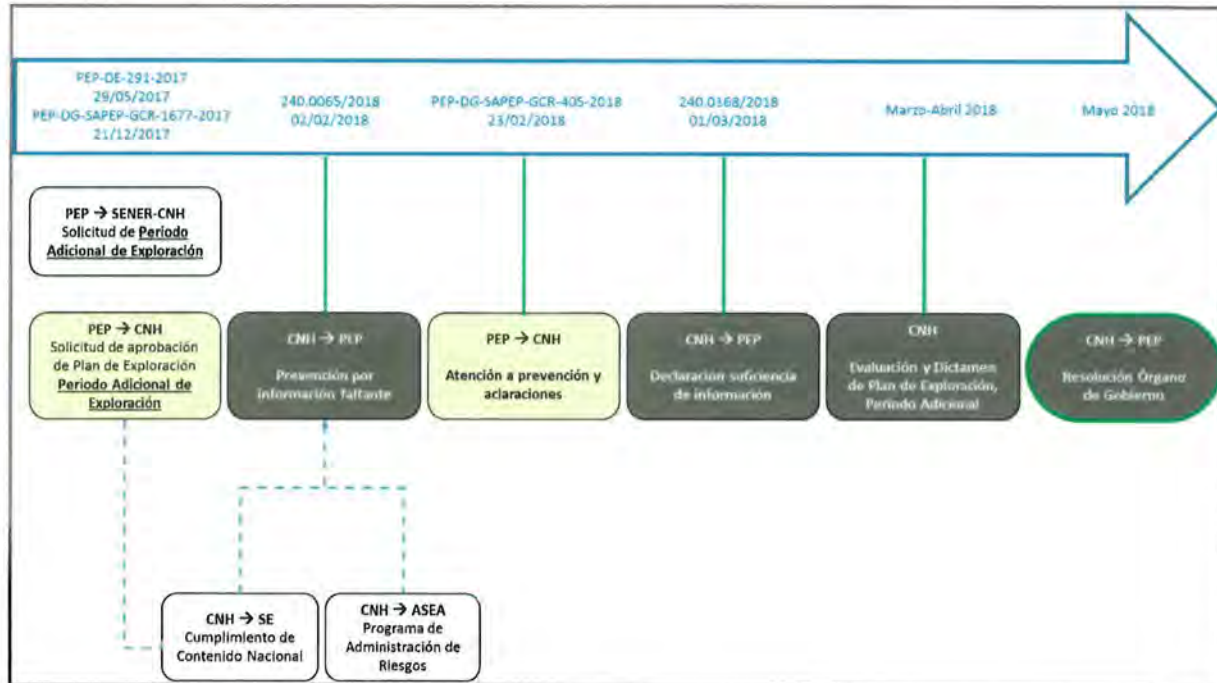 PEP-DE-291-2017
29/05/2017
PEP-DG-SAPEP-GCR-1677-2017
21/12/2017
240.0065/2018
02/02/2018
PEP-DG-SAPEP-GCR-405-2018
23/02/2018
240.0168/2018
01/03/2018
Marzo-Abril 2018
Mayo 2018
PEP → SENER-CNH
Solicitud de Período
Adicional de Exploración
PEP → CNH
Solicitud de aprobación
de Plan de Exploración
Periodo Adicional de
Exploración
CNH → PEP
Prevención por
información faltante
PEP → CNH
Atención a prevención y
aclaraciones
CNH → PEP
Declaración suficiencia
de información
CNH
Evaluación y Dictamen
de Plan de Exploración,
Período Adicional
CNH → PEP
Resolución Órgano
de Gobierno
CNH → SE
Cumplimiento de
Contenido Nacional
CNH → ASEA
Programa de
Administración de
Riesgos